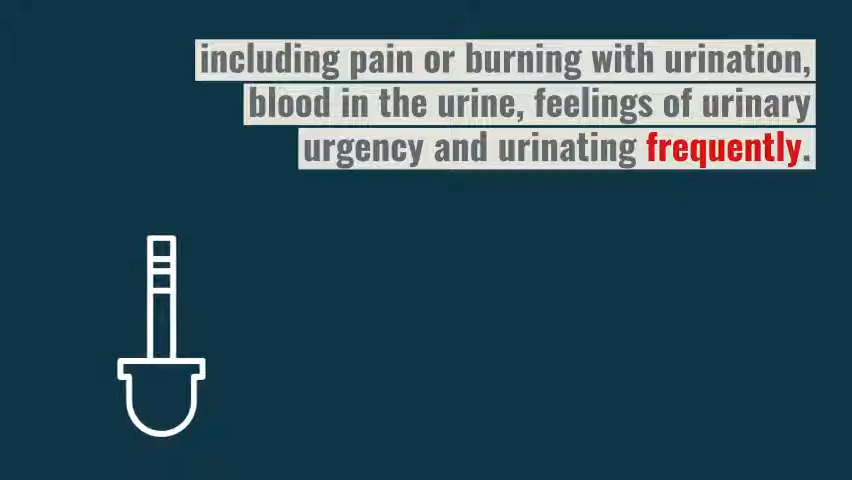 including pain or burning with urination,
blood in the urine, feelings of urinary
urgency and urinating frequently.